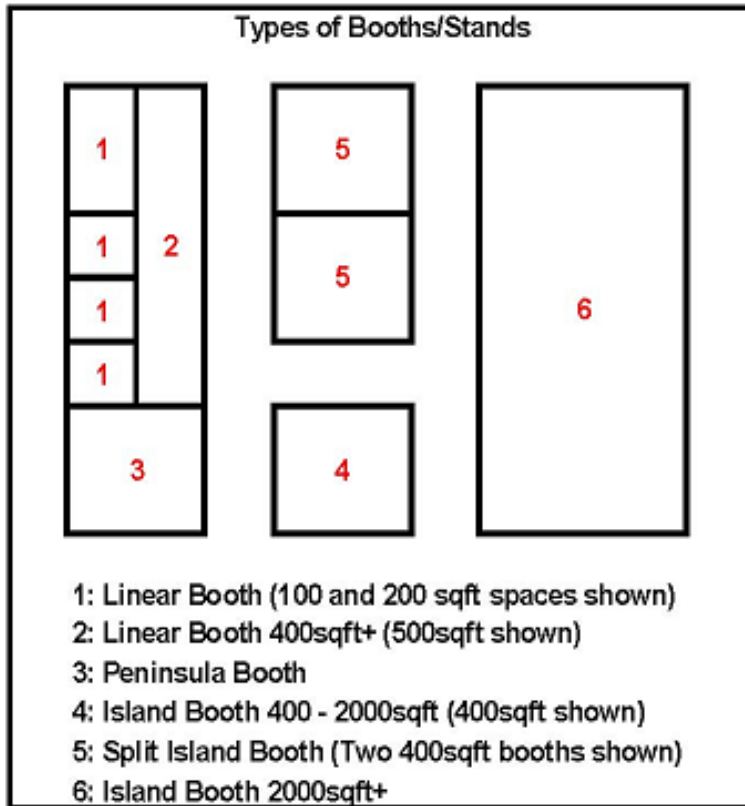 Types of Booths/Stands
1
5
1
2
5
1
6
1
3
4
1: Linear Booth (100 and 200 sqft spaces shown)
2: Linear Booth 400sqft+ (500sqft shown)
3: Peninsula Booth
4: Island Booth 400 - 2000sqft (400sqft shown)
5: Split Island Booth (Two 400sqft booths shown)
6: Island Booth 2000sqft+